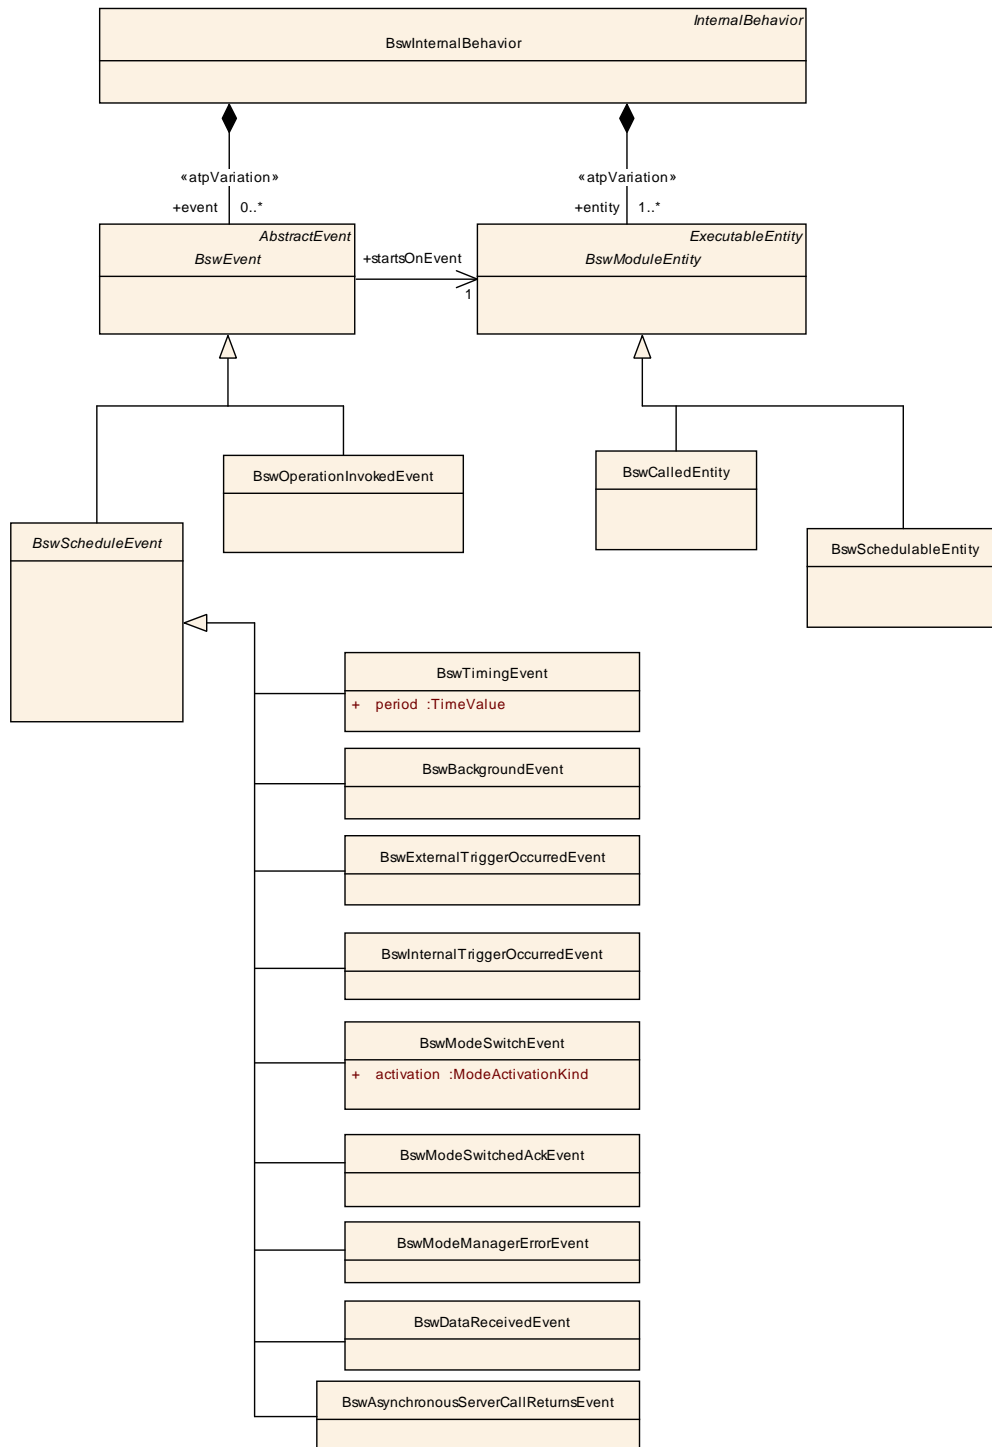 InternalBehavior
BswInternalBehavior
«atpVariation»
«atpVariation»
+event 0..*
+entity 1..*
AbstractEvent
BswEvent
+startsOnEvent
1
ExecutableEntity
BswModuleEntity
BswOperationInvokedEvent
BswCalledEntity
BswScheduleEvent
BswSchedulableEntity
BswTimingEvent
+ period :TimeValue
BswBackgroundEvent
BswExternalTriggerOccurredEvent
BswInternalTriggerOccurredEvent
BswModeSwitchEvent
+ activation :ModeActivationKind
BswModeSwitchedAckEvent
BswModeManagerErrorEvent
BswDataReceivedEvent
BswAsynchronousServerCallReturnsEvent